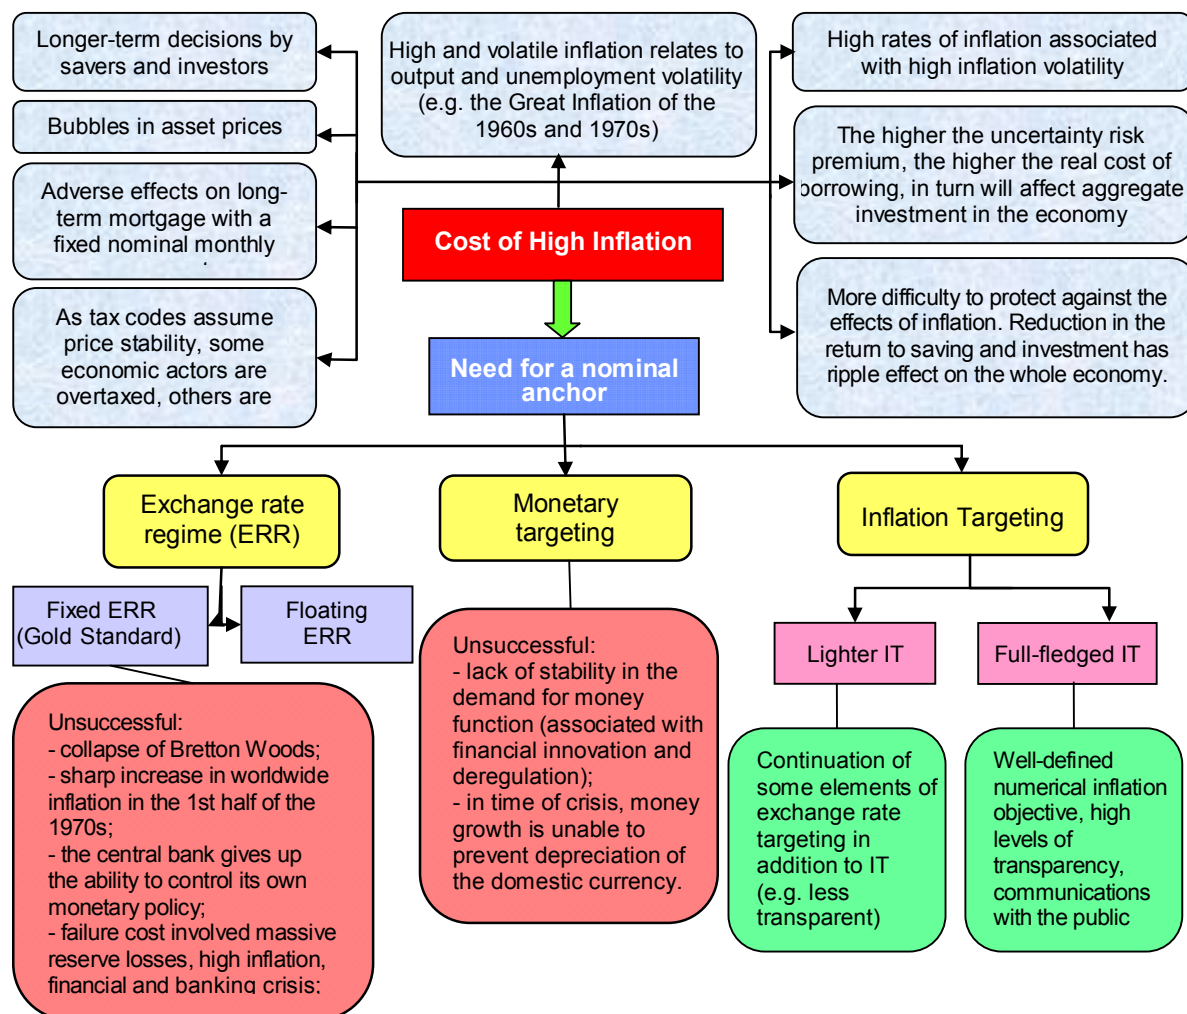 Longer-term decisions by
savers and investors
High and volatile inflation relates to
output and unemployment volatility
(e.g. the Great Inflation of the
1960s and 1970s)
High rates of inflation associated
with high inflation volatility
Bubbles in asset prices
The higher the uncertainty risk
premium, the higher the real cost of
borrowing, in turn will affect aggregate
investment in the economy
Adverse effects on long-
term mortgage with a
fixed nominal monthly
Cost of High Inflation
As tax codes assume
price stability, some
economic actors are
overtaxed, others are
More difficulty to protect against the
effects of inflation. Reduction in the
return to saving and investment has
ripple effect on the whole economy.
Need for a nominal
anchor
Exchange rate
regime (ERR)
Monetary
targeting
Inflation Targeting
Fixed ERR
(Gold Standard)
Floating
ERR
Lighter IT
Full-fledged IT
Unsuccessful:
- collapse of Bretton Woods;
- sharp increase in worldwide
inflation in the 1st half of the
1970s;
- the central bank gives up
the ability to control its own
monetary policy;
- failure cost involved massive
reserve losses, high inflation,
financial and banking crisis;
Unsuccessful:
- lack of stability in the
demand for money
function (associated with
financial innovation and
deregulation);
- in time of crisis, money
growth is unable to
prevent depreciation of
the domestic currency.
Continuation of
some elements of
exchange rate
targeting in
addition to IT
(e.g. less
transparent)
Well-defined
numerical inflation
objective, high
levels of
transparency,
communications
with the public